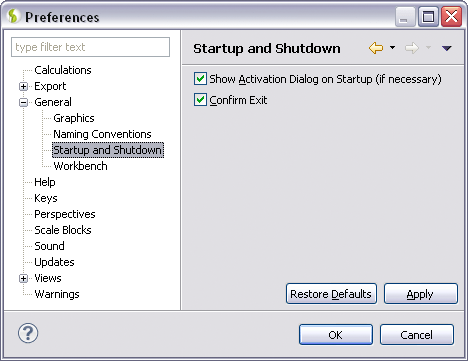 Preferences
type filter text
Startup and Shutdown
Calculations
Export
General
Graphics
Naming Conventions
Startup and Shutdown
Workbench
Help
Keys
Perspectives
Scale Blocks
Sound
Updates
Views
Warnings
Show Activation Dialog on Startup (if necessary)
Confirm Exit
Restore Defaults
Apply
?
OK
Cancel